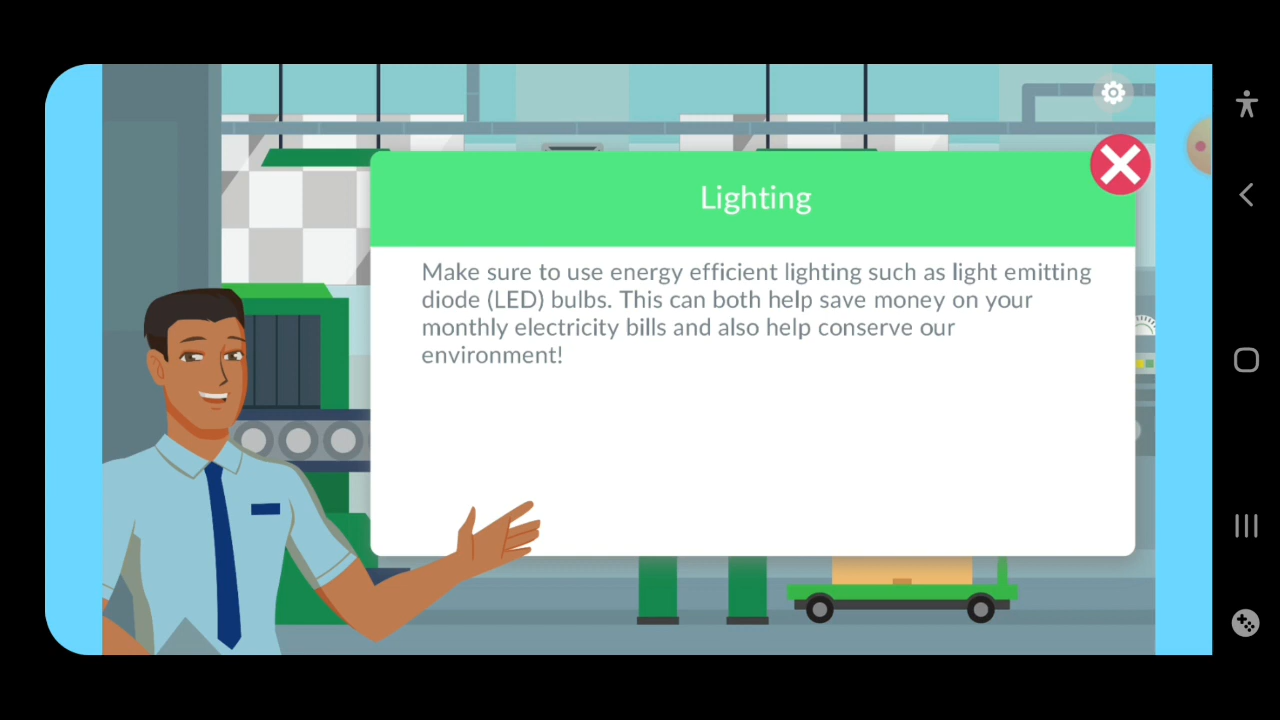 Lighting
Make sure to use energy efficient lighting such as light emitting
diode (LED) bulbs. This can both help save money on your
monthly electricity bills and also help conserve our
environment!